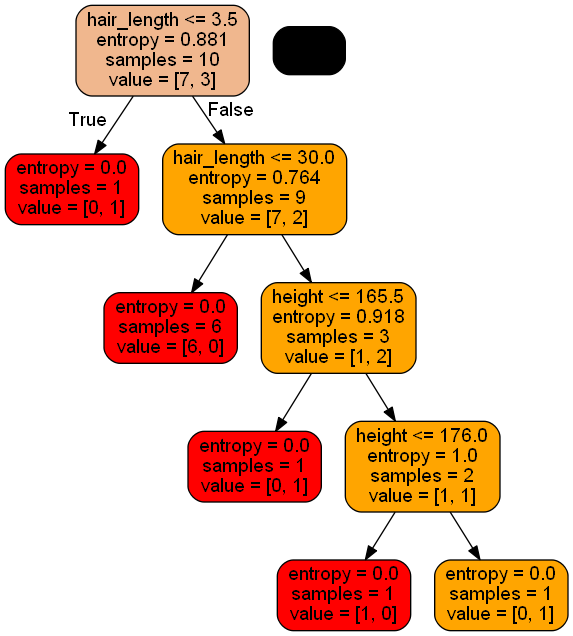 hair_length <= 3.5
entropy = 0.881
samples = 10
value = [7, 3]
True
False
entropy = 0.0
samples = 1
value = [0, 1]
hair_length <= 30.0
entropy = 0.764
samples = 9
value = [7, 2]
entropy = 0.0
samples = 6
value = [6, 0]
height <= 165.5
entropy = 0.918
samples = 3
value = [1, 2]
entropy = 0.0
samples = 1
value = [0, 1]
height <= 176.0
entropy = 1.0
samples = 2
value = [1, 1]
entropy = 0.0
samples = 1
value = [1, 0]
entropy = 0.0
samples = 1
value = [0, 1]